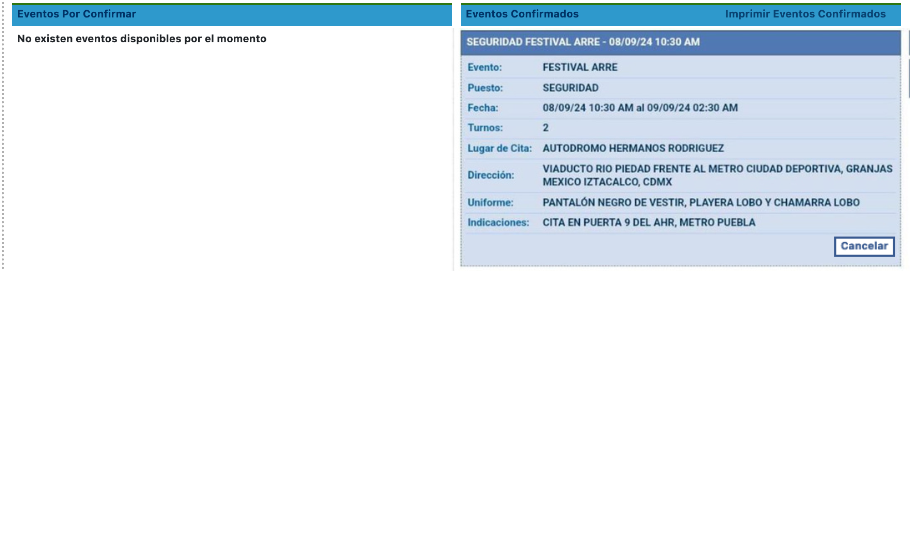 Eventos Por Confirmar
No existen eventos disponibles por el momento
Eventos Confirmados
Imprimir Eventos Confirmados
SEGURIDAD FESTIVAL ARRE - 08/09/24 10:30 AM
Evento: FESTIVAL ARRE
Puesto: SEGURIDAD
Fecha: 08/09/24 10:30 AM al 09/09/24 02:30 AM
Turnos: 2
Lugar de Cita: AUTODROMO HERMANOS RODRIGUEZ
Dirección: VIADUCTO RIO PIEDAD FRENTE AL METRO CIUDAD DEPORTIVA, GRANJAS
MEXICO IZTACALCO, CDMX
Uniforme: PANTALÓN NEGRO DE VESTIR, PLAYERA LOBO Y CHAMARRA LOBO
Indicaciones: CITA EN PUERTA 9 DEL AHR, METRO PUEBLA
Cancelar